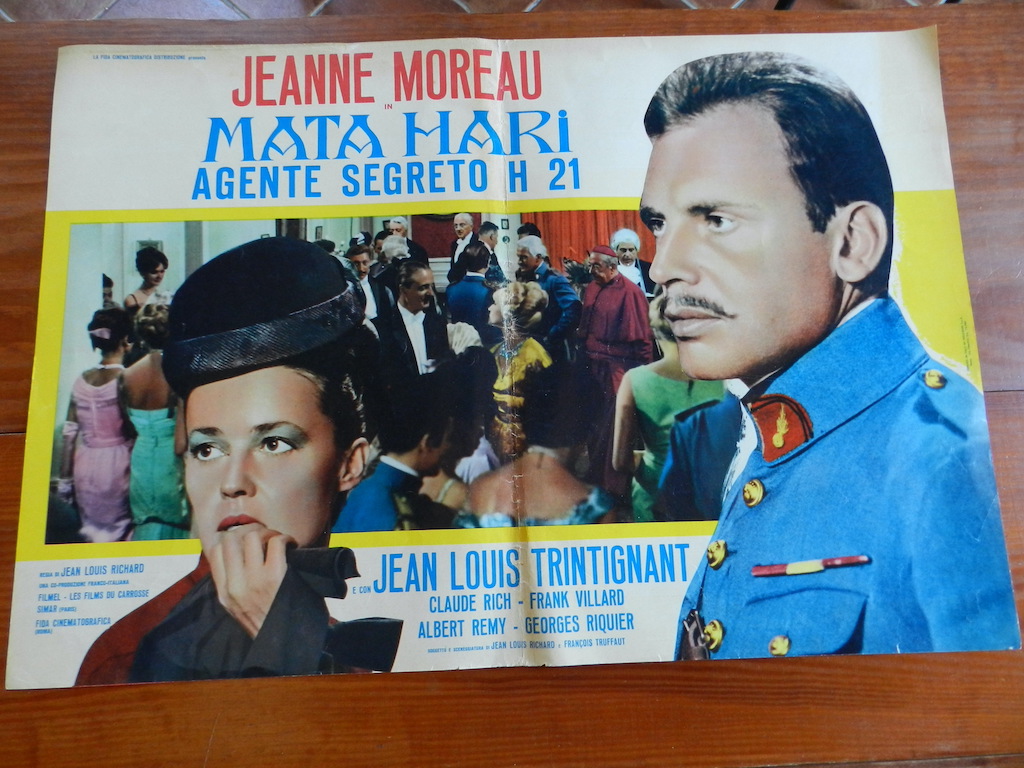 LA FIDA CINEMATOGRAFICA DISTRIBUZIONE presenta
JEANNE MOREAU
IN
MATA HARI
AGENTE SEGRETO H 21
REGIA DI JEAN LOUIS RICHARD
UNA CO-PRODUZIONE FRANCO-ITALIANA
FILMEL - LES FILMS DU CARROSSE
SIMAR (PARIS)
FIDA CINEMATOGRAFICA
(ROMA)
E CON JEAN LOUIS TRINTIGNANT
CLAUDE RICH - FRANK VILLARD
ALBERT REMY - GEORGES RIQUIER
SOGGETTO E SCENEGGIATURA DI JEAN LOUIS RICHARD E FRANÇOIS TRUFFAUT